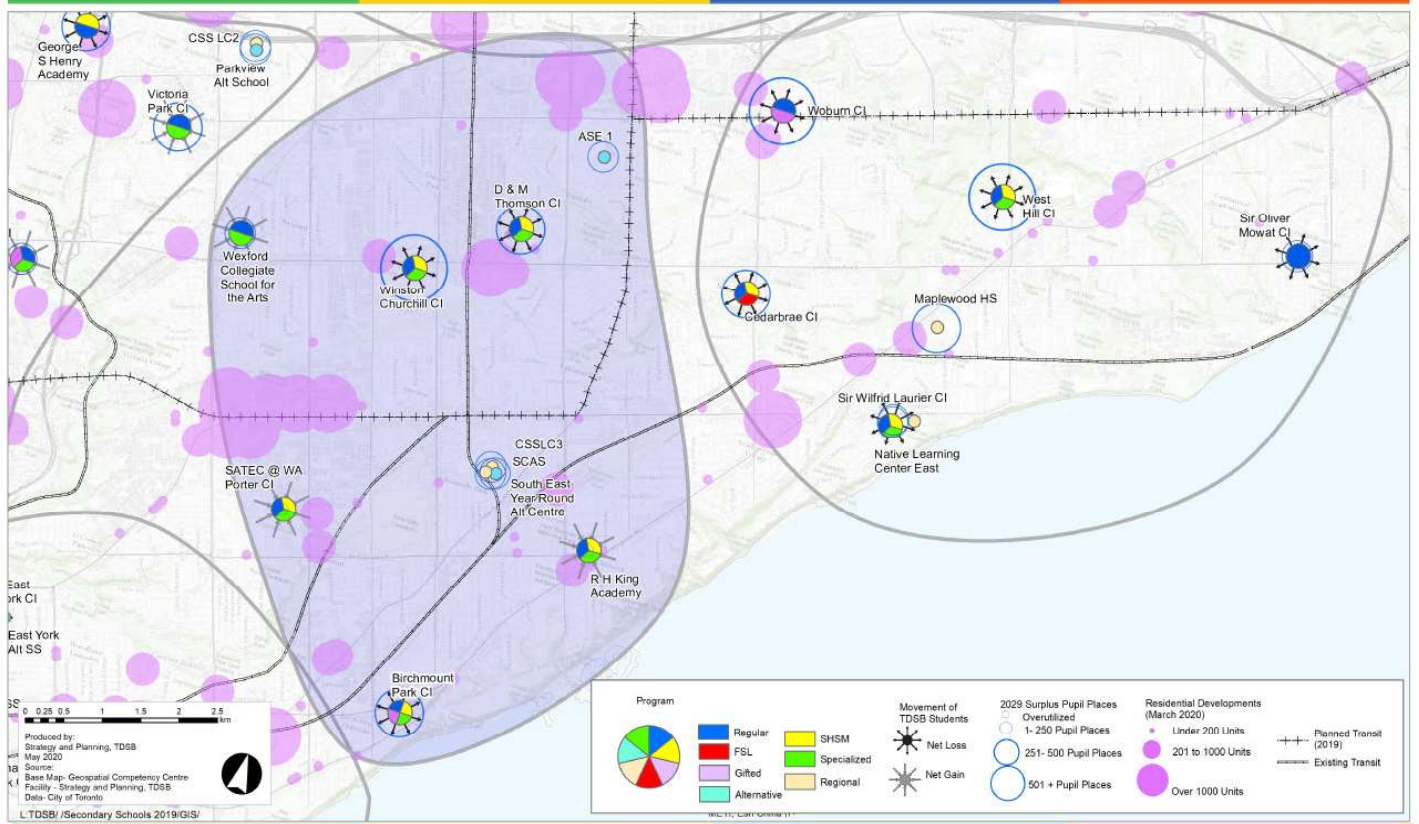 George
S Henry
Academy
CSS LC2
Parkview
Alt School
Victoria
Park CI
Woburn CI
ASE 1
D & M
Thomson CI
West
Hill CI
Sir Oliver
Mowat CI
Wexford
Collegiate
School for
the Arts
Winston
Churchill CI
Cedarbrae CI
Maplewood HS
Sir Wilfrid Laurier CI
Native Learning
Center East
CSSLC3
SCAS
South East
Year Round
Alt Centre
SATEC @ WA
Porter CI
R H King
Academy
East
ork CI
East York
Alt SS
Birchmount
Park CI
0 0.25 0.5 1 1.5 2 2.5
km
Produced by:
Strategy and Planning, TDSB
May 2020
Source:
Base Map- Geospatial Competency Centre
Facility - Strategy and Planning, TDSB
Data- City of Toronto
L:TDSB/ /Secondary Schools 2019/GIS/
Program
Regular
FSL
Gifted
Alternative
SHSM
Specialized
Regional
Movement of
TDSB Students
Net Loss
Net Gain
2029 Surplus Pupil Places
Overutilized
1- 250 Pupil Places
251- 500 Pupil Places
501 + Pupil Places
Residential Developments
(March 2020)
Under 200 Units
201 to 1000 Units
Over 1000 Units
Planned Transit
(2019)
Existing Transit